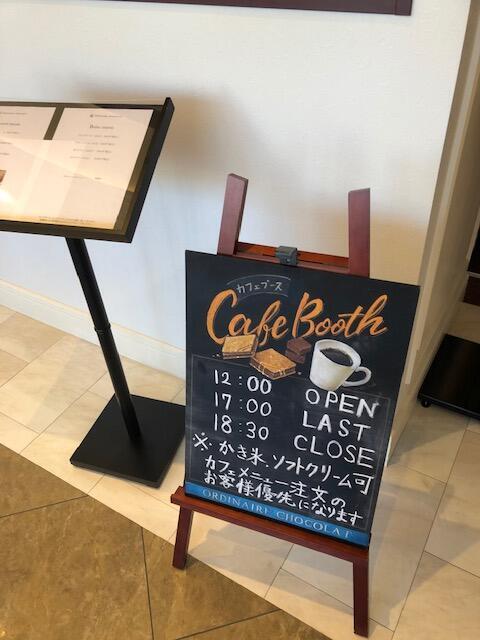 カフェブース
Cafe Booth
12:00 OPEN
17:00 LAST
18:30 CLOSE
※かき氷、ソフトクリーム可
カフェメニュー注文の
お客様優先になります
ORDINAIRE CHOCOLAT